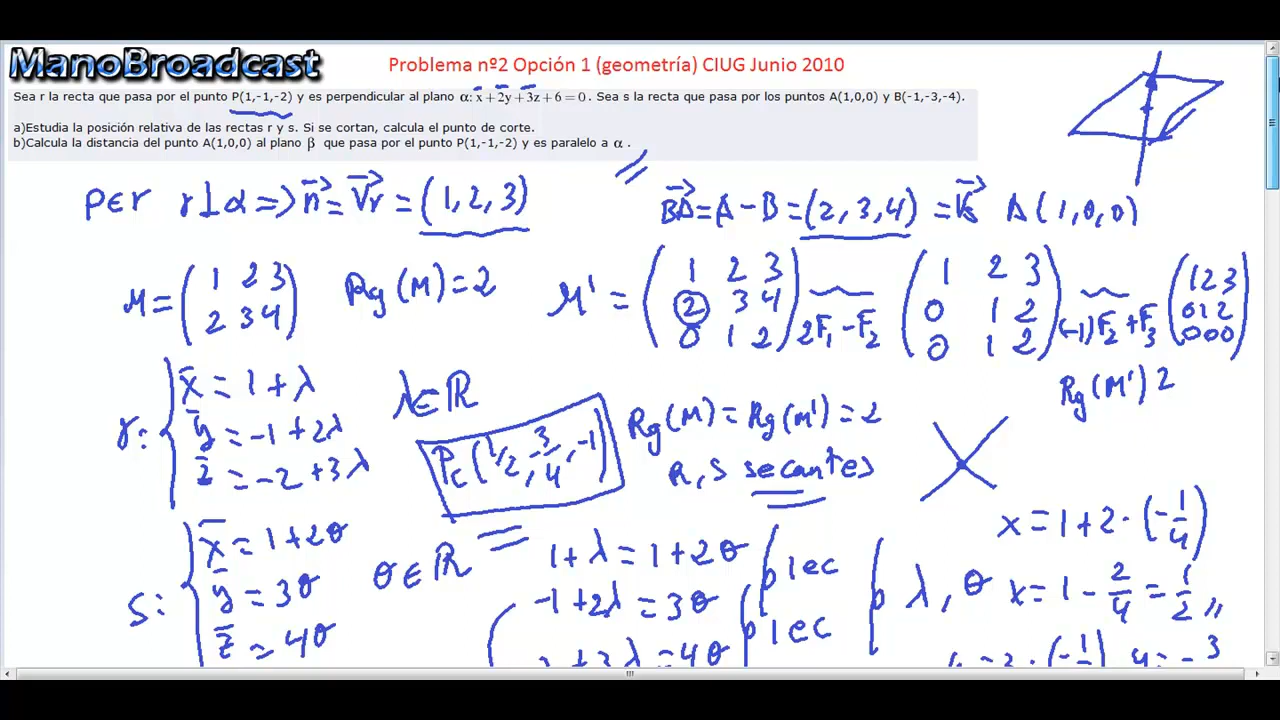 ManoBroadcast
Problema nº2 Opción 1 (geometría) CIUG Junio 2010
Sea r la recta que pasa por el punto P(1,-1,-2) y es perpendicular al plano α: x+2y+3z+6=0. Sea s la recta que pasa por los puntos A(1,0,0) y B(-1,-3,-4).
a)Estudia la posición relativa de las rectas r y s. Si se cortan, calcula el punto de corte.
b)Calcula la distancia del punto A(1,0,0) al plano β que pasa por el punto P(1,-1,-2) y es paralelo a α.
PER r⊥α=>n=Vr=(1,2,3)
BA=A-B=(2,3,4)=Vs A(1,0,0)
M=(1 2 3
2 3 4) Rg(M)=2
M'=(1 2 3
2 3 4
0 1 2) 2F1-F2 (1 2 3
0 1 2
0 1 2) (-1)F2+F3 (1 2 3
0 1 2
0 0 0)
Rg(M')2
r: { x=1+λ
y=-1+2λ
z=-2+3λ
λ∈R
Pc(1/2,-3/4,-1)
Rg(M)=Rg(M')=2
R,S secantes
S: { x=1+2θ
y=3θ
z=4θ
θ∈R
1+λ=1+2θ
-1+2λ=3θ
3λ=4θ
1ec
1ec
λ, θ
x=1+2·(-1/4)
x=1-2/4=1/2